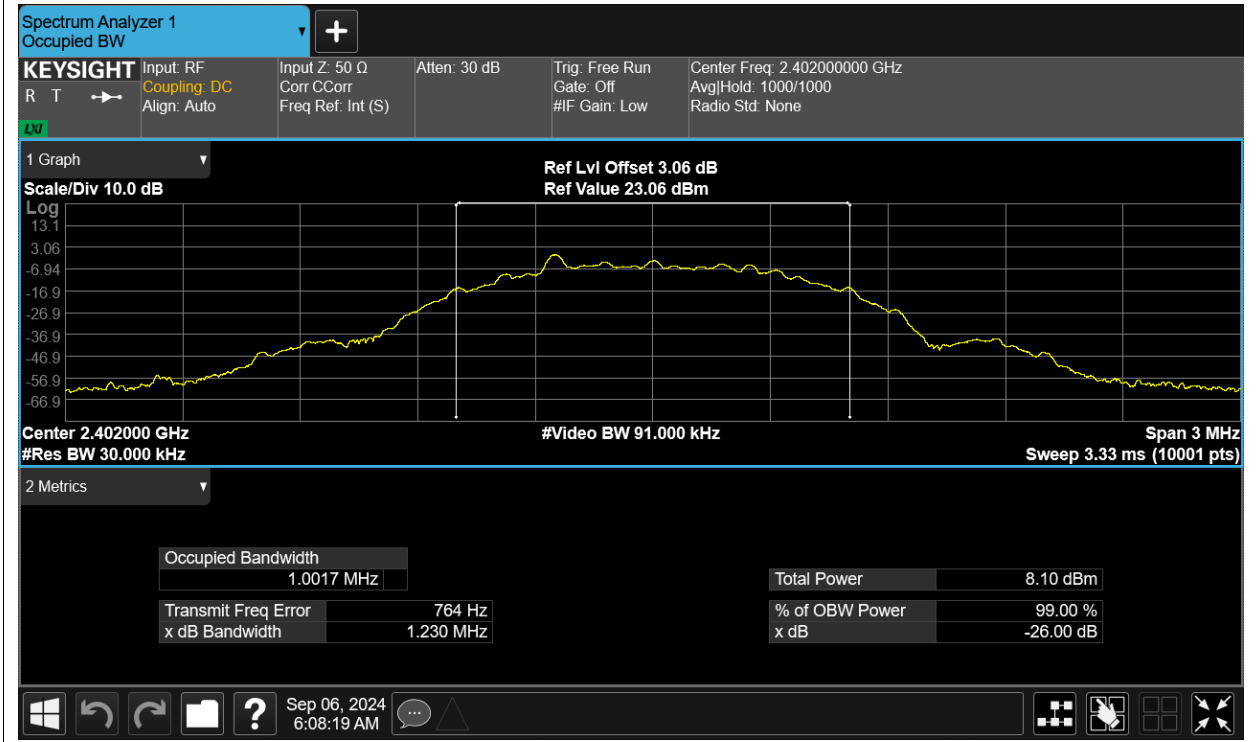 Spectrum Analyzer 1
Occupied BW
KEYSIGHT
R T
LXI
Input: RF
Coupling: DC
Align: Auto
Input Z: 50 Ω
Corr CCorr
Freq Ref: Int (S)
Atten: 30 dB
Trig: Free Run
Gate: Off
#IF Gain: Low
Center Freq: 2.402000000 GHz
Avg|Hold: 1000/1000
Radio Std: None
1 Graph
Scale/Div 10.0 dB
Ref Lvl Offset 3.06 dB
Ref Value 23.06 dBm
Log
13.1
3.06
-6.94
-16.9
-26.9
-36.9
-46.9
-56.9
-66.9
Center 2.402000 GHz
#Res BW 30.000 kHz
#Video BW 91.000 kHz
Span 3 MHz
Sweep 3.33 ms (10001 pts)
2 Metrics
Occupied Bandwidth
1.0017 MHz
Transmit Freq Error 764 Hz
x dB Bandwidth 1.230 MHz
Total Power 8.10 dBm
% of OBW Power 99.00 %
x dB -26.00 dB
?
Sep 06, 2024
6:08:19 AM